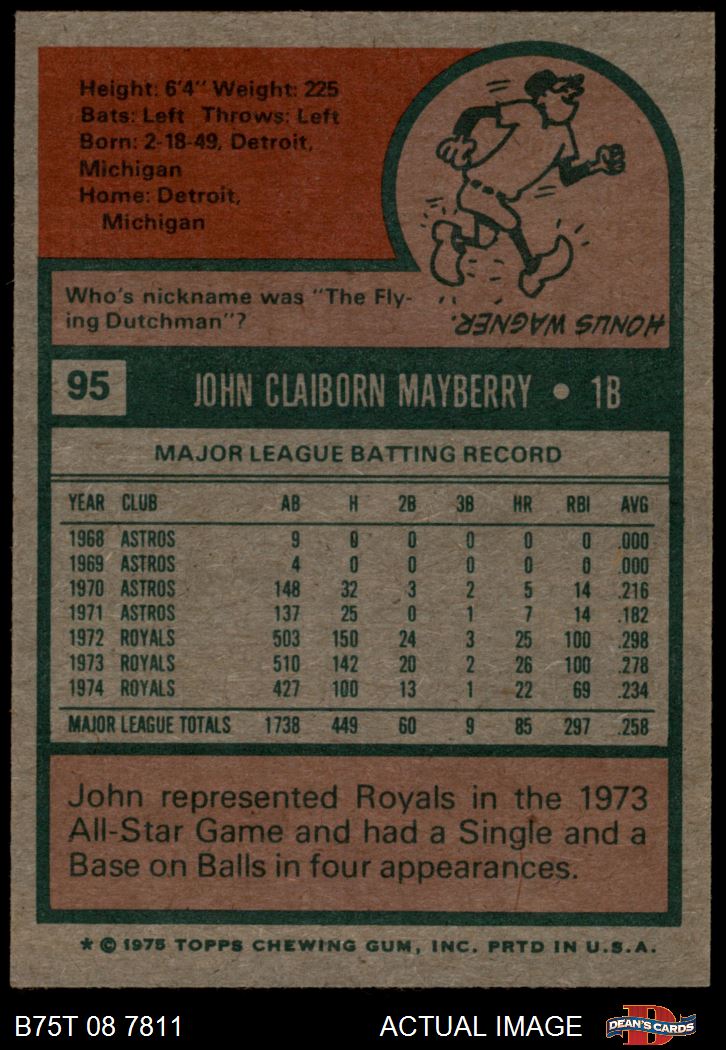 Height: 6'4" Weight: 225
Bats: Left Throws: Left
Born: 2-18-49, Detroit,
Michigan
Home: Detroit,
Michigan
Who's nickname was "The Fly-
ing Dutchman"?
HONUS WAGNER.
95 JOHN CLAIBORN MAYBERRY • 1B
MAJOR LEAGUE BATTING RECORD
YEAR CLUB AB H 2B 3B HR RBI AVG
1968 ASTROS 9 0 0 0 0 0 .000
1969 ASTROS 4 0 0 0 0 0 .000
1970 ASTROS 148 32 3 2 5 14 .216
1971 ASTROS 137 25 0 1 7 14 .182
1972 ROYALS 503 150 24 3 25 100 .298
1973 ROYALS 510 142 20 2 26 100 .278
1974 ROYALS 427 100 13 1 22 69 .234
MAJOR LEAGUE TOTALS 1738 449 60 9 85 297 .258
John represented Royals in the 1973
All-Star Game and had a Single and a
Base on Balls in four appearances.
* © 1975 TOPPS CHEWING GUM, INC. PRTD IN U.S.A.
B75T 08 7811 ACTUAL IMAGE
D
DEAN'S CARDS